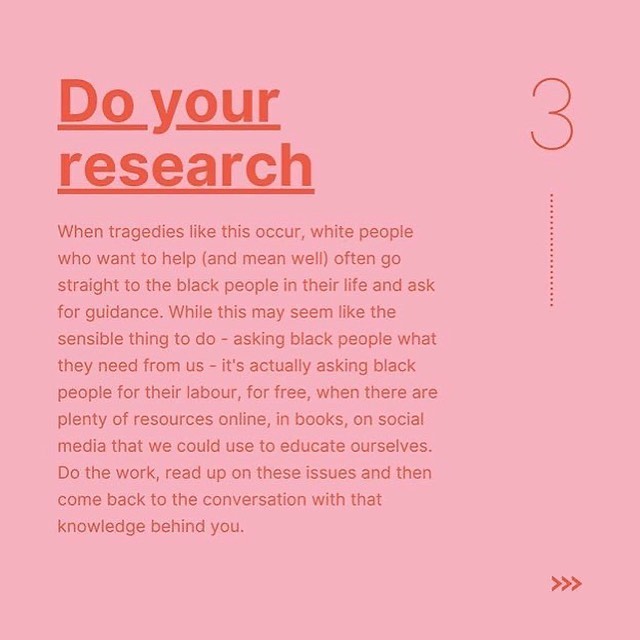 Do your
research
3
When tragedies like this occur, white people
who want to help (and mean well) often go
straight to the black people in their life and ask
for guidance. While this may seem like the
sensible thing to do - asking black people what
they need from us - it's actually asking black
people for their labour, for free, when there are
plenty of resources online, in books, on social
media that we could use to educate ourselves.
Do the work, read up on these issues and then
come back to the conversation with that
knowledge behind you.
>>>